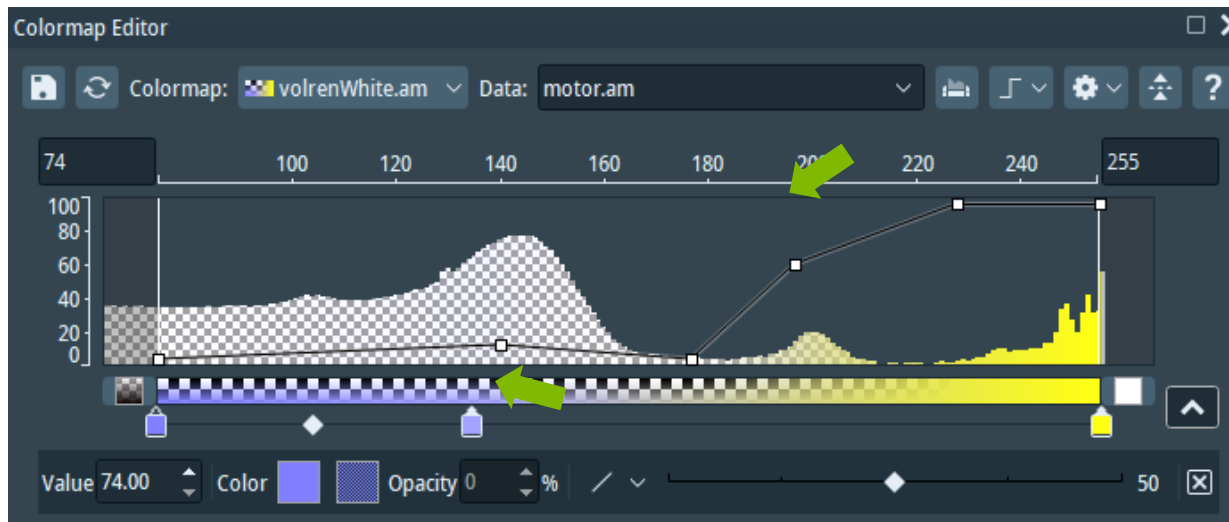 Colormap Editor
Colormap: volrenWhite.am Data: motor.am ?
74 100 120 140 160 180 200 220 240 255
100
80
60
40
20
0
Value 74.00 Color Opacity 0 % 50